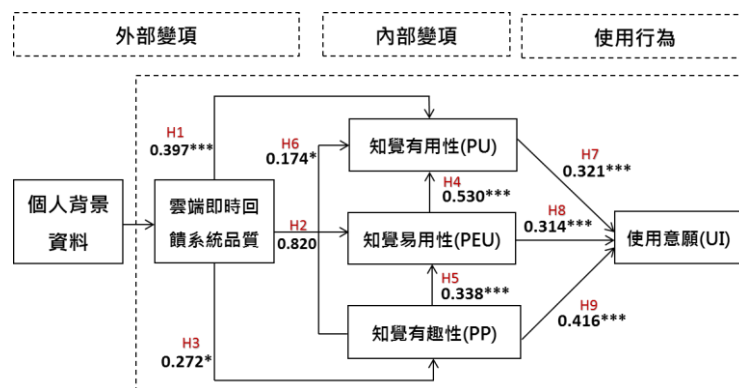 外部變項
內部變項
使用行為
H1
0.397***
H6
0.174*
知覺有用性(PU)
H7
0.321***
H4
0.530***
個人背景
資料
雲端即時回
饋系統品質
H2
0.820
知覺易用性(PEU)
H8
0.314***
使用意願(UI)
H5
0.338***
H3
0.272*
知覺有趣性(PP)
H9
0.416***